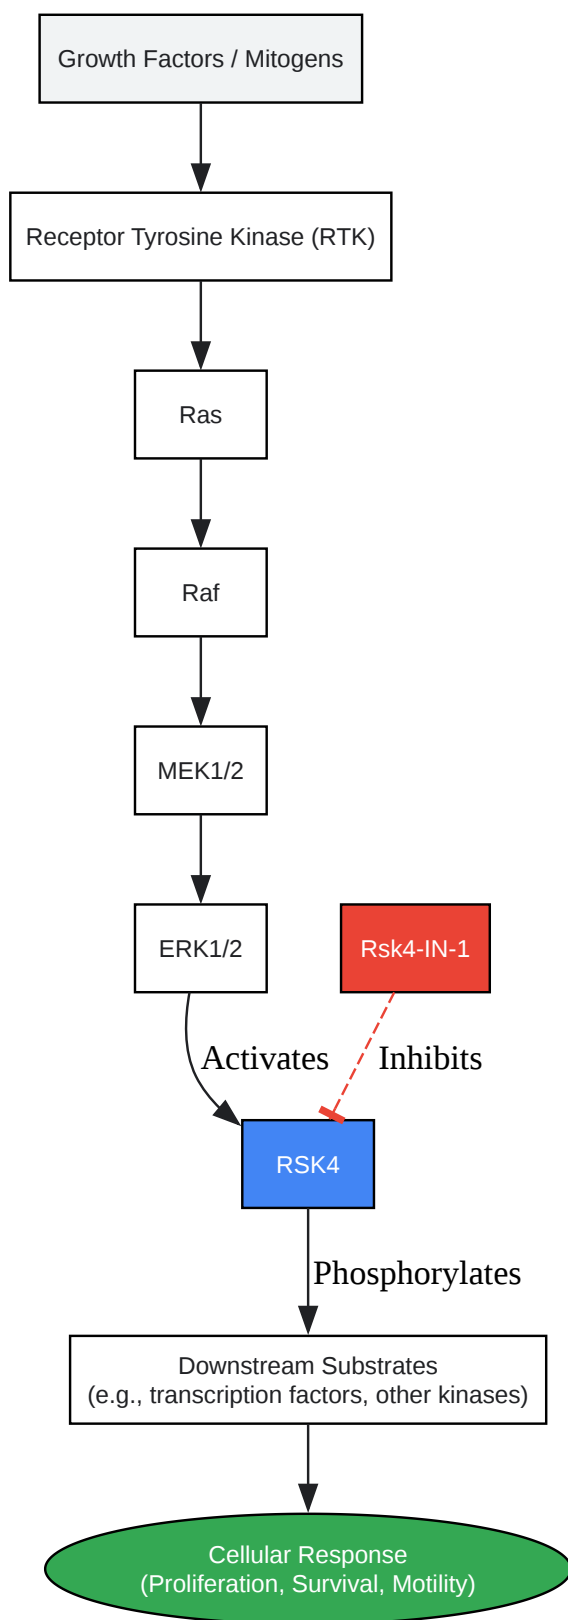 Growth Factors / Mitogens
Receptor Tyrosine Kinase (RTK)
Ras
Raf
MEK1/2
ERK1/2
Rsk4-IN-1
Activates
Inhibits
RSK4
Phosphorylates
Downstream Substrates
(e.g., transcription factors, other kinases)
Cellular Response
(Proliferation, Survival, Motility)